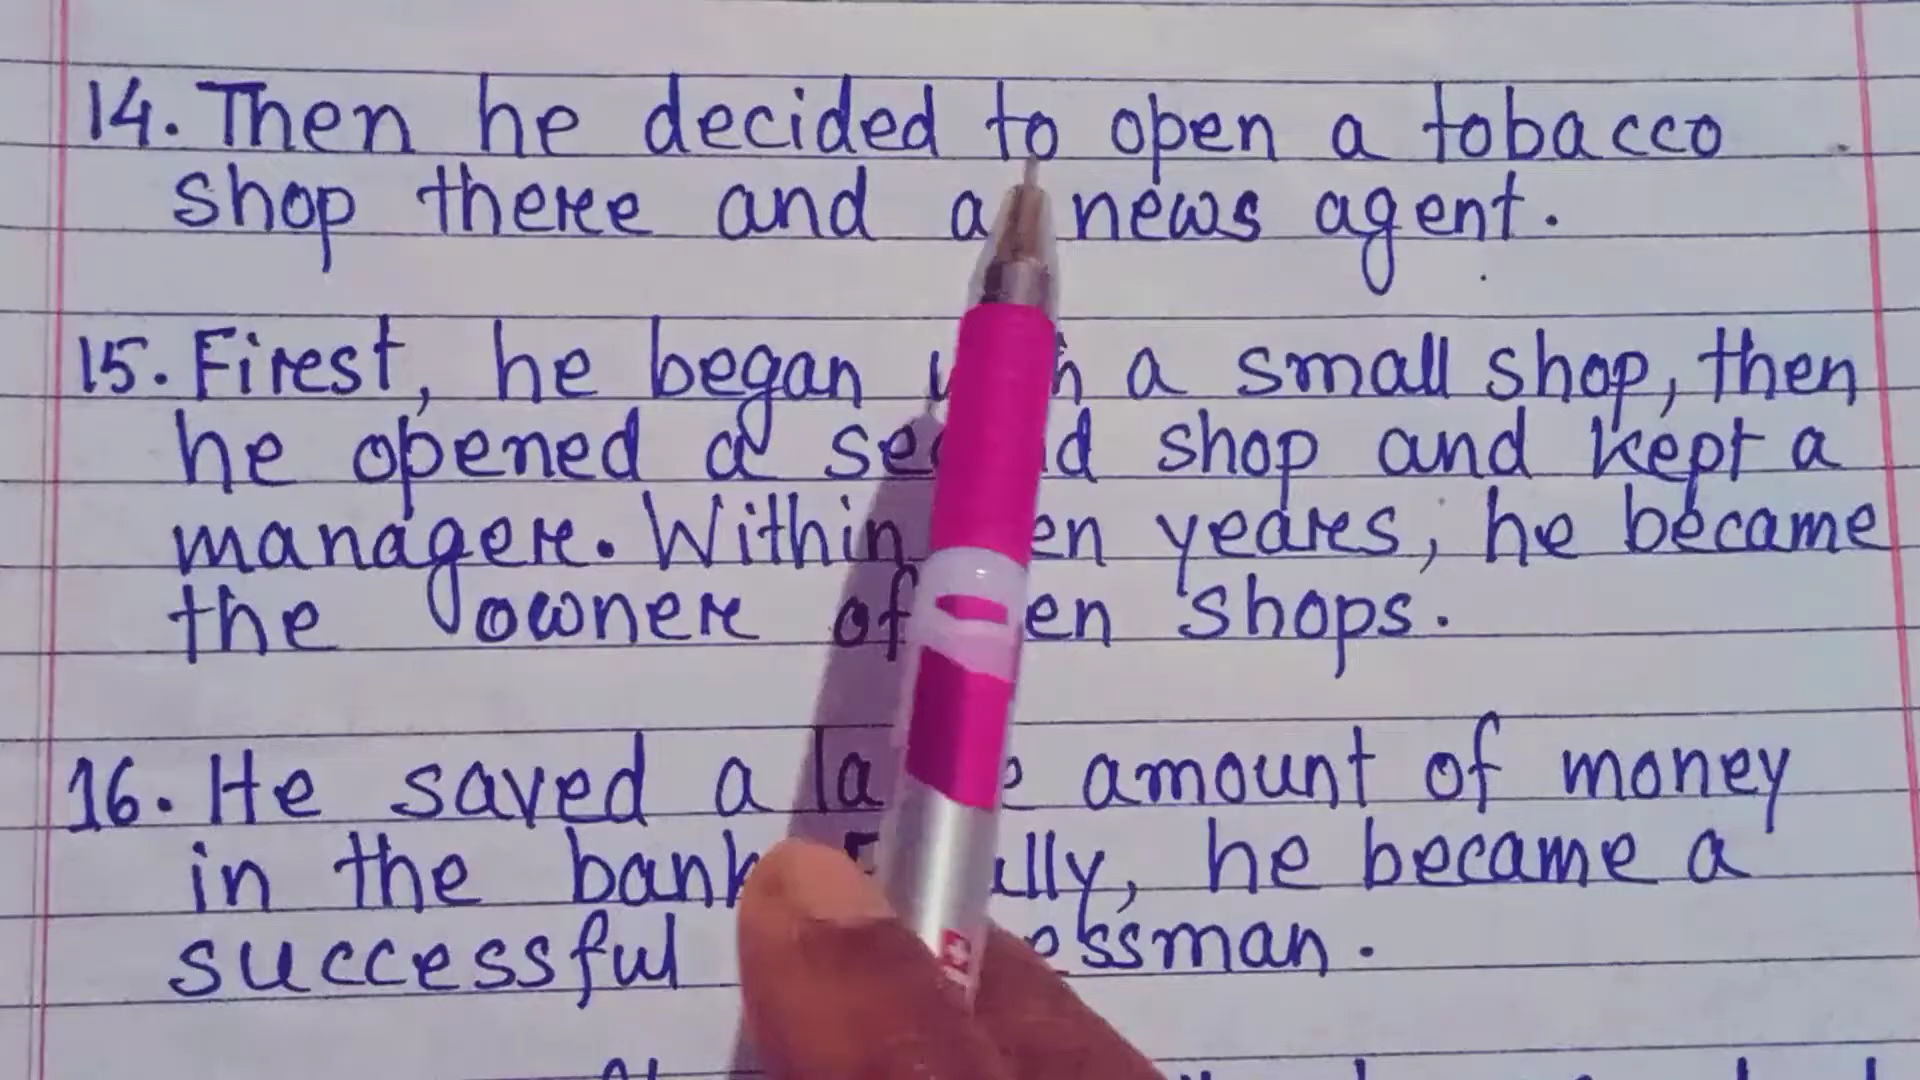 14. Then he decided to open a tobacco
shop there and a news agent.
15. First, he began a small shop, then
he opened a shop and kept a
manager. Within years, he became
the owner of shops.
16. He saved a amount of money
in the bank he became a
successful